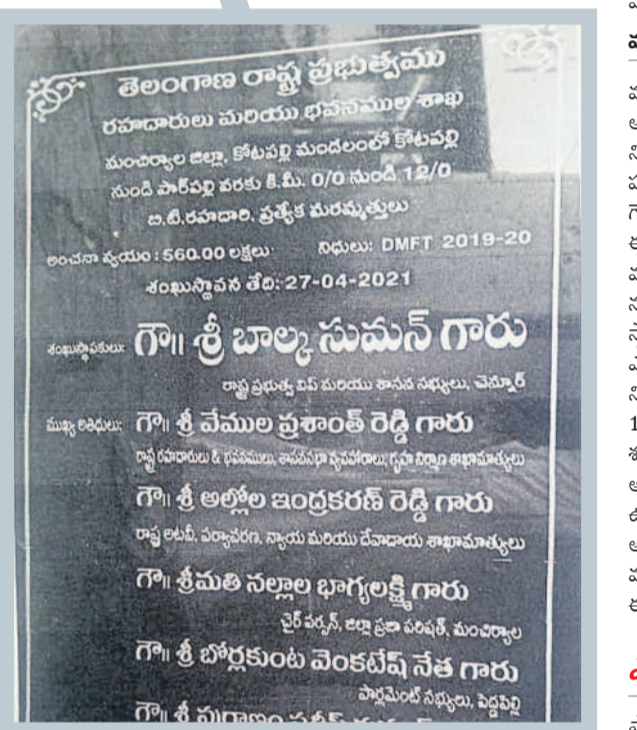 తెలంగాణ రాష్ట్ర ప్రభుత్వము
రహదారులు మరియు భవనముల శాఖ
మంచిర్యాల జిల్లా, కోటపల్లి మండలంలో కోటపల్లి
నుండి పార్‌పల్లి వరకు కి.మీ. 0/0 నుండి 12/0
బి.టి.రహదారి, ప్రత్యేక మరమ్మత్తులు
అంచనా వ్యయం : 560.00 లక్షలు నిధులు: DMFT 2019-20
శంఖుస్థాపన తేది: 27-04-2021
శంఖుస్థాపకులు: గౌ|| శ్రీ బాల్క సుమన్ గారు
రాష్ట్ర ప్రభుత్వ విప్ మరియు శాసన సభ్యులు, చెన్నూర్
ముఖ్య అతిధులు: గౌ|| శ్రీ వేముల ప్రశాంత్ రెడ్డి గారు
రాష్ట్ర రహదారులు & భవనములు, శాసనసభా వ్యవహారాలు, గృహ నిర్మాణ శాఖామాత్యులు
గౌ|| శ్రీ అల్లోల ఇంద్రకరణ్ రెడ్డి గారు
రాష్ట్ర అటవీ, పర్యావరణ, న్యాయ మరియు దేవాదాయ శాఖామాత్యులు
గౌ|| శ్రీమతి నల్లాల భాగ్యలక్ష్మి గారు
చైర్ పర్సన్, జిల్లా ప్రజా పరిషత్, మంచిర్యాల
గౌ|| శ్రీ బోర్లకుంట వెంకటేష్ నేత గారు
పార్లమెంట్ సభ్యులు, పెద్దపల్లి
గౌ|| శ్రీ